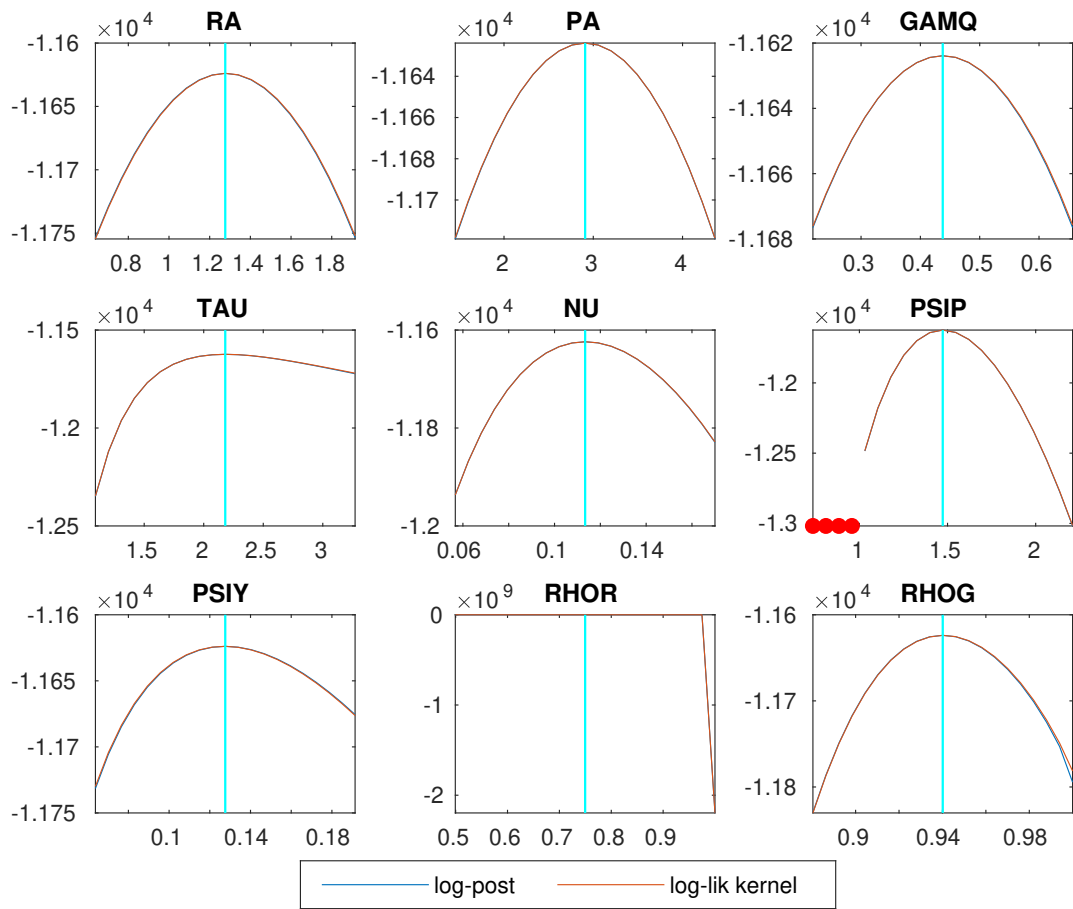 RA
PA
GAMQ
×10⁴
×10⁴
×10⁴
-1.16
-1.165
-1.17
-1.175
0.8 1 1.2 1.4 1.6 1.8
-1.164
-1.166
-1.168
-1.17
2 3 4
-1.162
-1.164
-1.166
-1.168
0.3 0.4 0.5 0.6
TAU
NU
PSIP
×10⁴
×10⁴
×10⁴
-1.15
-1.2
-1.25
1.5 2 2.5 3
-1.16
-1.18
-1.2
0.06 0.1 0.14
-1.2
-1.25
-1.3
1 1.5 2
PSIY
RHOR
RHOG
×10⁴
×10⁹
×10⁴
-1.16
-1.165
-1.17
-1.175
0.1 0.14 0.18
0
-1
-2
0.5 0.6 0.7 0.8 0.9
-1.16
-1.17
-1.18
0.9 0.94 0.98
log-post log-lik kernel